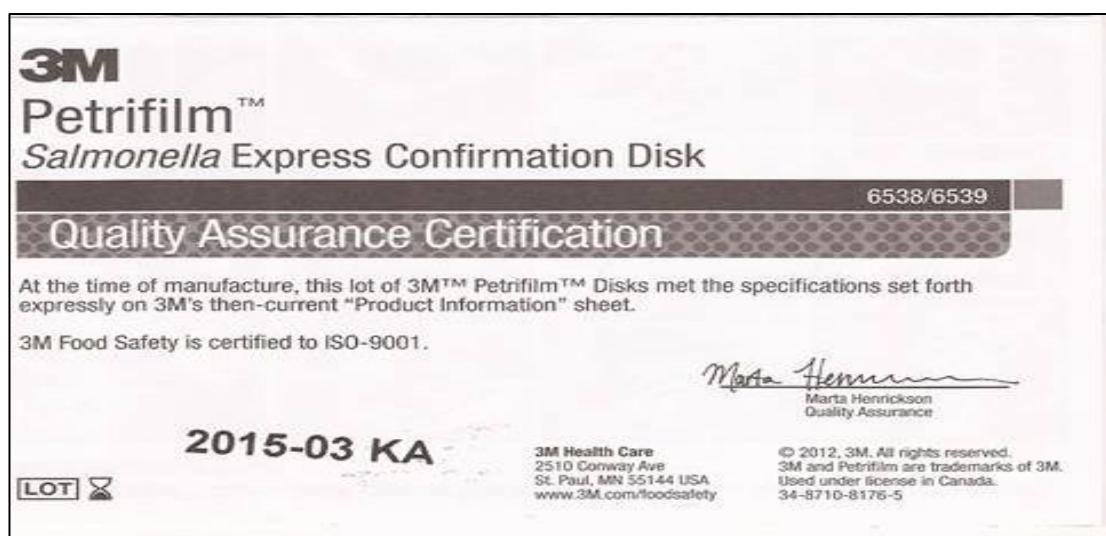 3M
Petrifilm™
Salmonella Express Confirmation Disk
6538/6539
Quality Assurance Certification
At the time of manufacture, this lot of 3M™ Petrifilm™ Disks met the specifications set forth
expressly on 3M's then-current “Product Information” sheet.
3M Food Safety is certified to ISO-9001.
Marta Henrickson
Quality Assurance
2015-03 KA
LOT
3M Health Care
2510 Conway Ave
St. Paul, MN 55144 USA
www.3M.com/foodsafety
© 2012, 3M. All rights reserved.
3M and Petrifilm are trademarks of 3M.
Used under license in Canada.
34-8710-8176-5